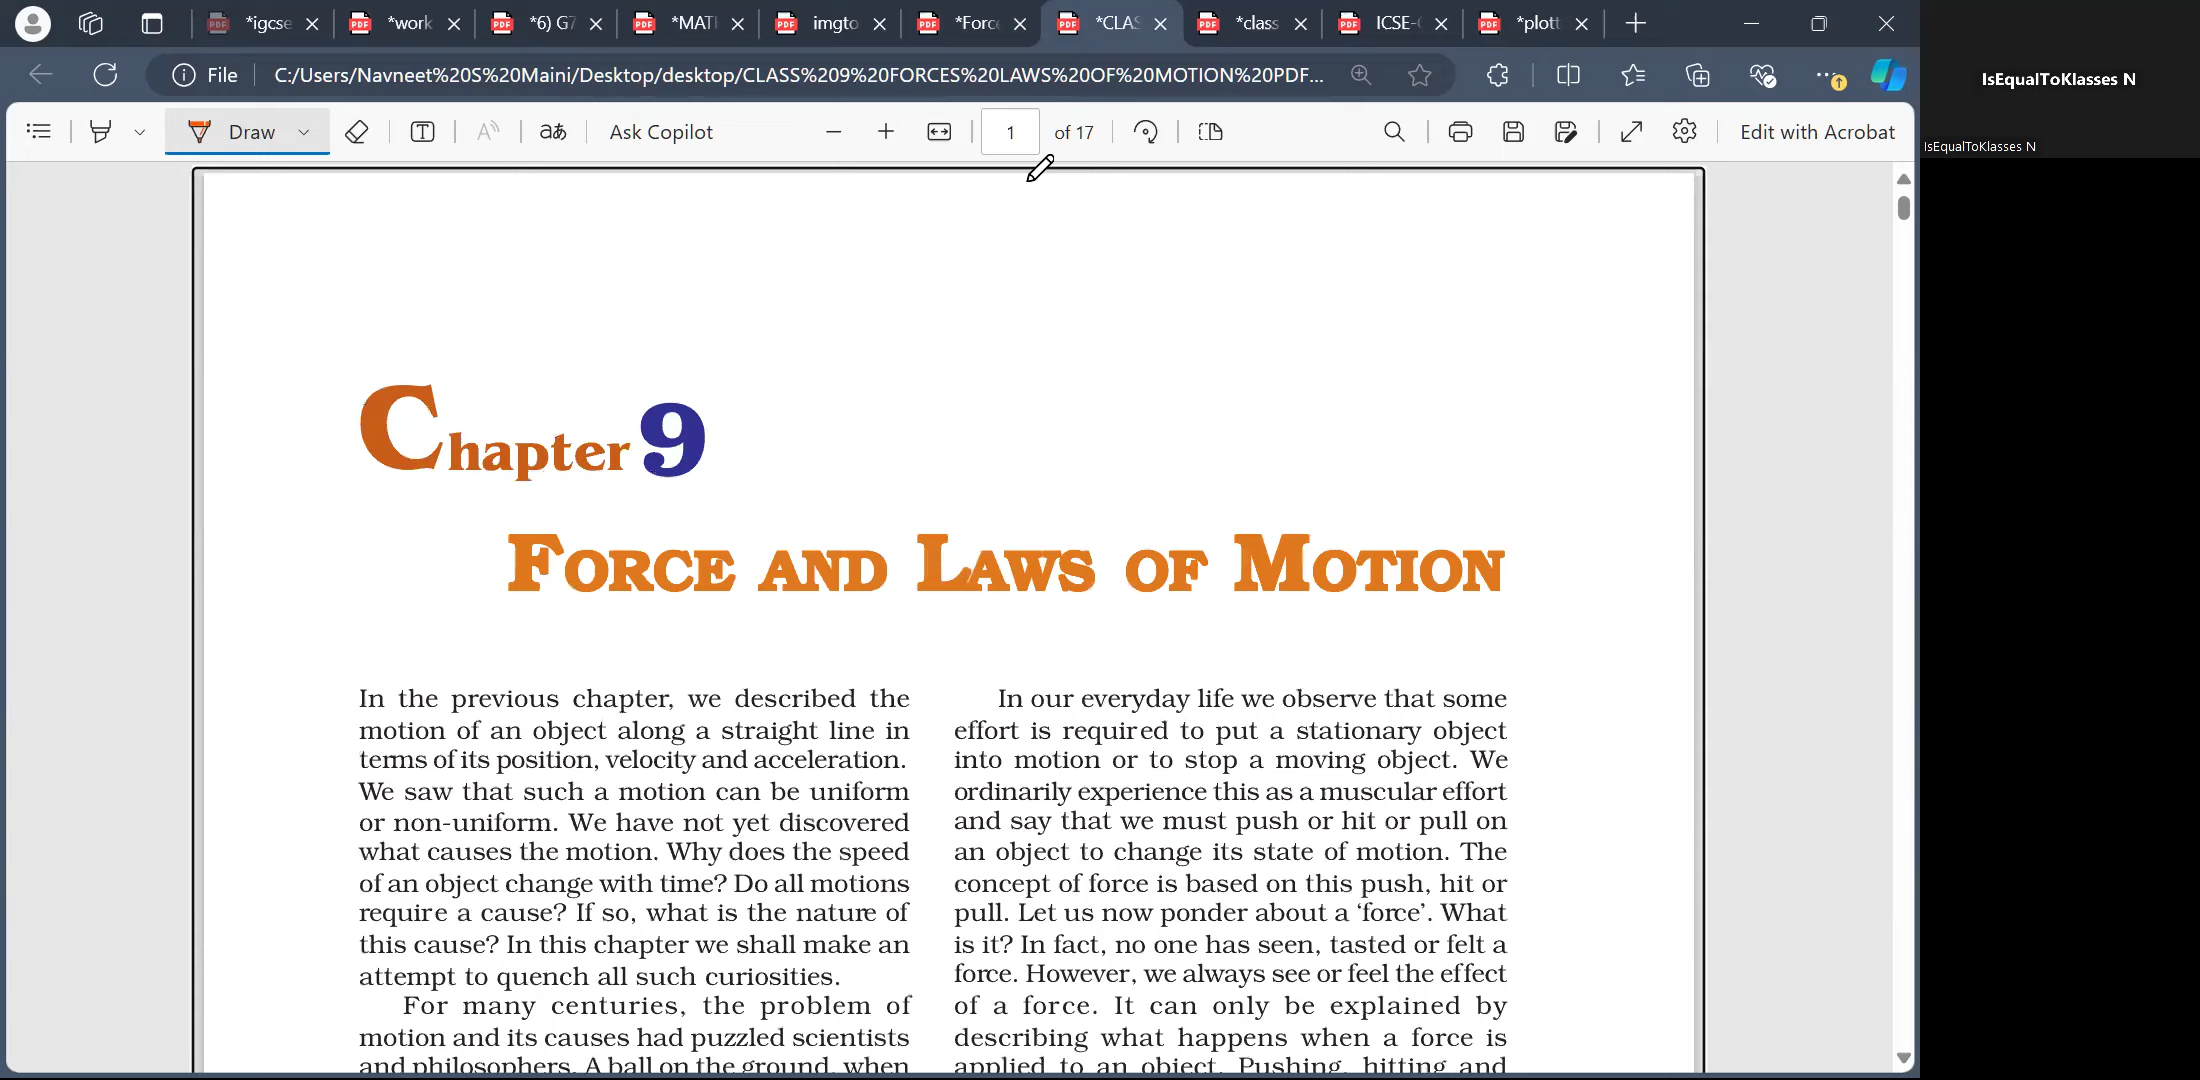 *igcse
*work
*6) G7
*MATH
imgto
*Force
*CLAS
*class
ICSE-
*plott
File
C:/Users/Navneet%20S%20Maini/Desktop/desktop/CLASS%209%20FORCES%20LAWS%20OF%20MOTION%20PDF...
Draw
Ask Copilot
1 of 17
Edit with Acrobat
IsEqualToKlasses N
IsEqualToKlasses N
Chapter 9
FORCE AND LAWS OF MOTION
In the previous chapter, we described the
motion of an object along a straight line in
terms of its position, velocity and acceleration.
We saw that such a motion can be uniform
or non-uniform. We have not yet discovered
what causes the motion. Why does the speed
of an object change with time? Do all motions
require a cause? If so, what is the nature of
this cause? In this chapter we shall make an
attempt to quench all such curiosities.
For many centuries, the problem of
motion and its causes had puzzled scientists
and philosophers. A ball on the ground, when
In our everyday life we observe that some
effort is required to put a stationary object
into motion or to stop a moving object. We
ordinarily experience this as a muscular effort
and say that we must push or hit or pull on
an object to change its state of motion. The
concept of force is based on this push, hit or
pull. Let us now ponder about a ‘force’. What
is it? In fact, no one has seen, tasted or felt a
force. However, we always see or feel the effect
of a force. It can only be explained by
describing what happens when a force is
applied to an object. Pushing, hitting and